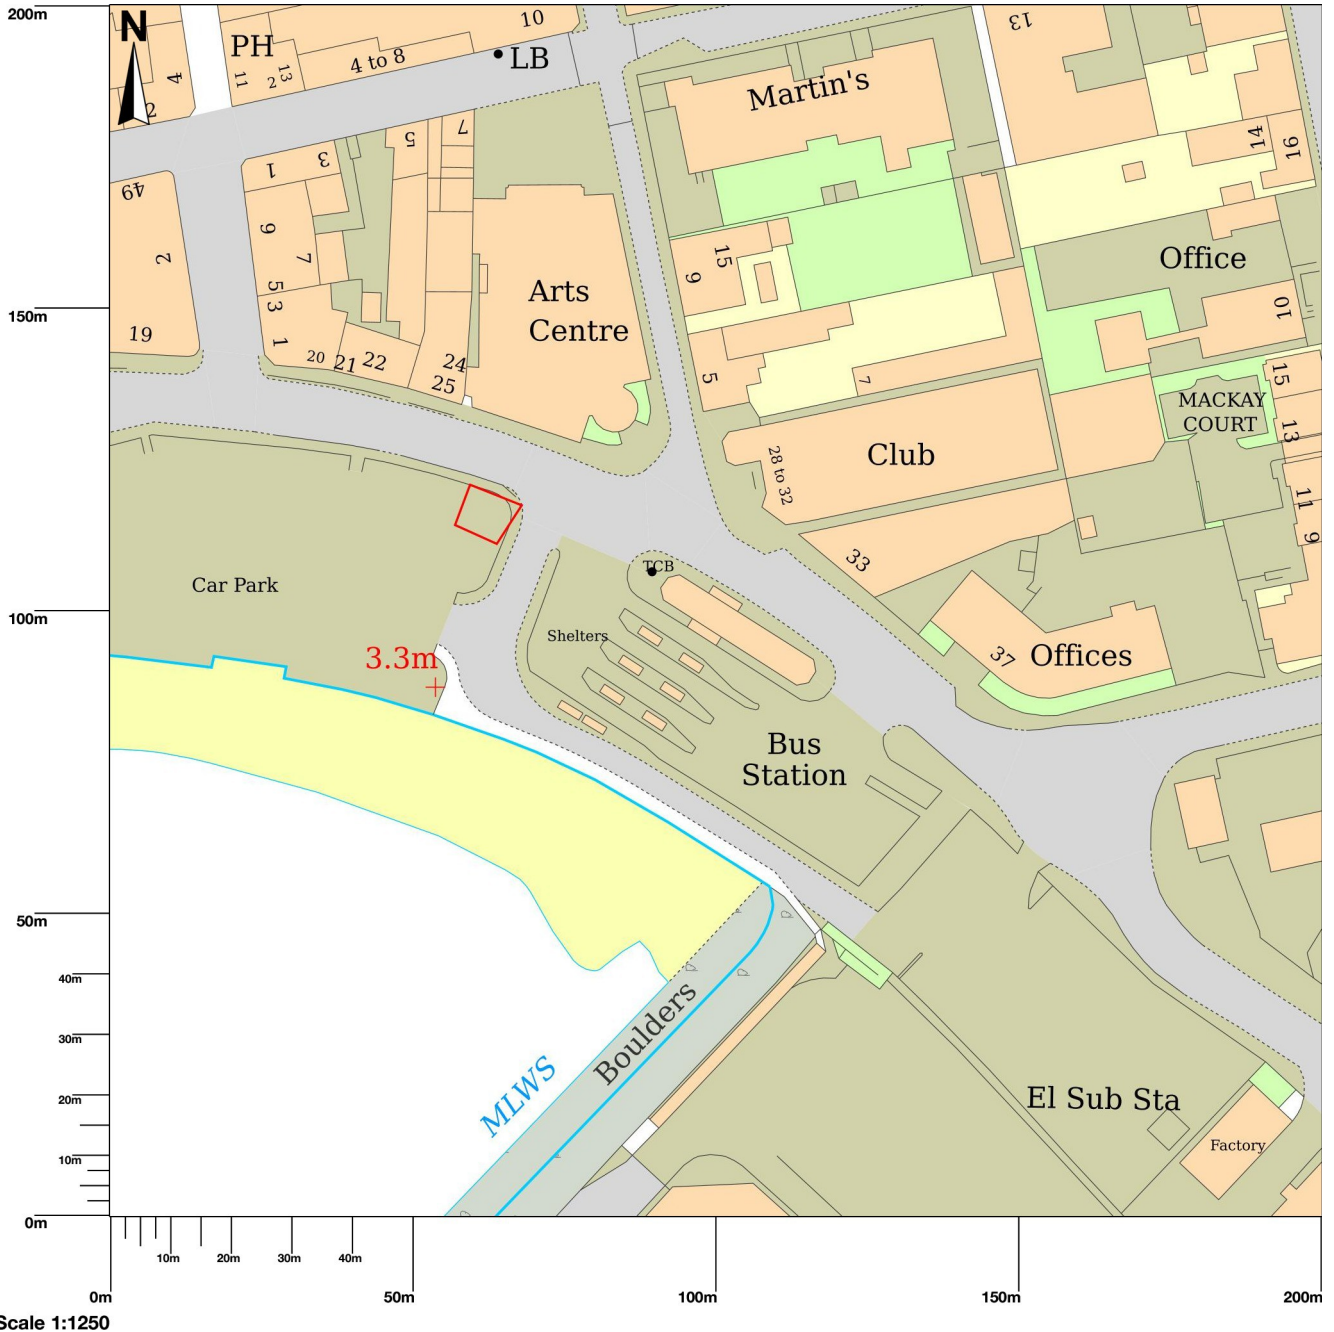 200m
N
PH
10
4 to 8
LB
11
2
13
4
2
13
Martin's
14
16
5
7
1
3
49
9
7
2
15
9
Office
5
3
1
Arts
Centre
10
150m
19
20
21
22
24
25
5
7
15
MACKAY
COURT
13
28 to 32
Club
11
9
33
TCB
Car Park
100m
Shelters
37
Offices
3.3m
Bus
Station
50m
40m
Boulders
30m
MLWS
20m
El Sub Sta
10m
Factory
0m
10m
20m
30m
40m
0m
50m
100m
150m
200m
Scale 1:1250